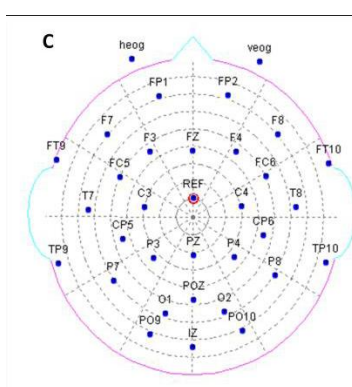 C
heog veog
FP1 FP2
F7 F8
F3 FZ F4
FT9 FT10
FC5 FC6
REF
T7 C3 C4 T8
CP5 CP6
P3 PZ P4
TP9 TP10
P7 P8
POZ
O1 O2
PO9 PO10
IZ